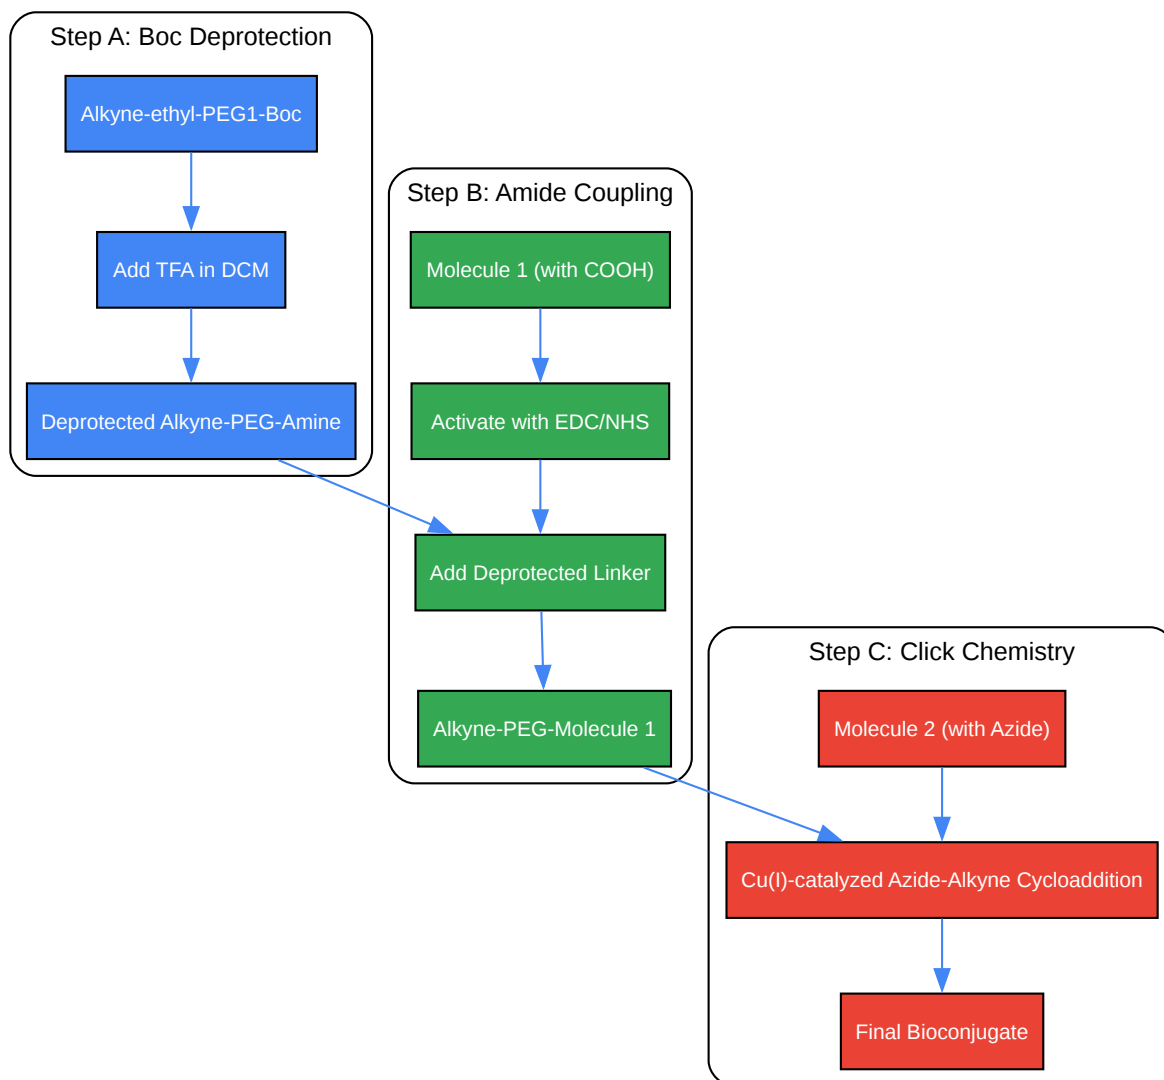 Step A: Boc Deprotection
Alkyne-ethyl-PEG1-Boc
Add TFA in DCM
Deprotected Alkyne-PEG-Amine
Step B: Amide Coupling
Molecule 1 (with COOH)
Activate with EDC/NHS
Add Deprotected Linker
Alkyne-PEG-Molecule 1
Step C: Click Chemistry
Molecule 2 (with Azide)
Cu(I)-catalyzed Azide-Alkyne Cycloaddition
Final Bioconjugate